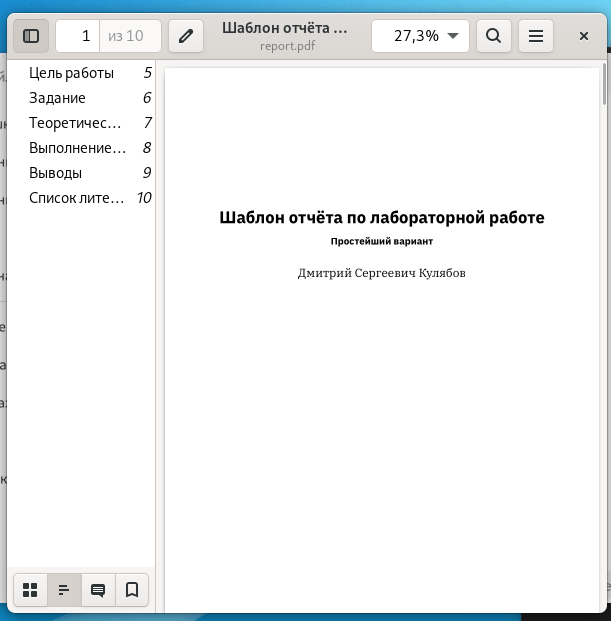 1 из 10
Шаблон отчёта ...
report.pdf
27,3%
Цель работы 5
Задание 6
Теоретичес... 7
Выполнение... 8
Выводы 9
Список лите... 10
Шаблон отчёта по лабораторной работе
Простейший вариант
Дмитрий Сергеевич Кулябов